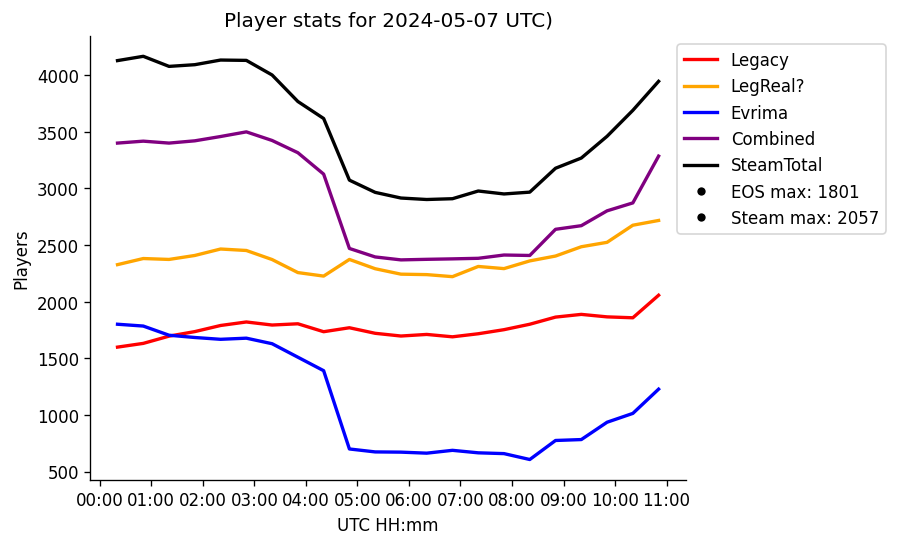 Player stats for 2024-05-07 UTC)
Players
4000
3500
3000
2500
2000
1500
1000
500
00:00 01:00 02:00 03:00 04:00 05:00 06:00 07:00 08:00 09:00 10:00 11:00
UTC HH:mm
Legacy
LegReal?
Evrima
Combined
SteamTotal
EOS max: 1801
Steam max: 2057